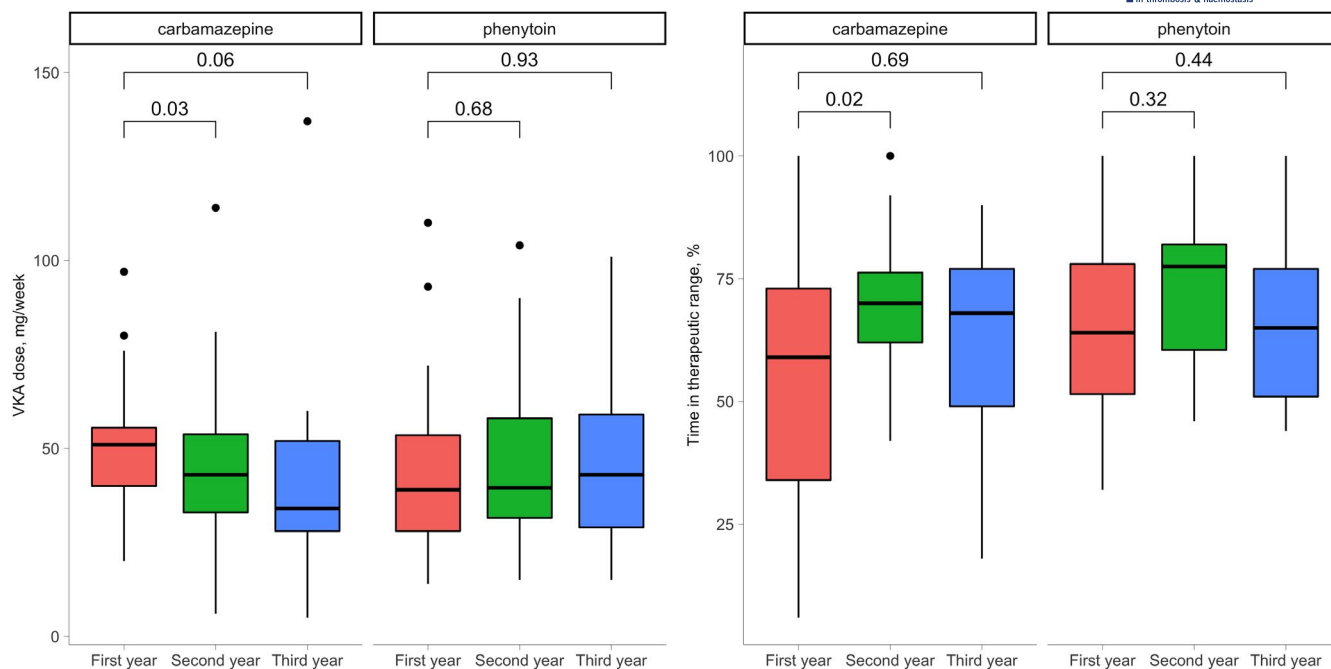 in thrombosis & haemostasis
carbamazepine
phenytoin
0.06
0.03
0.93
0.68
150
100
50
0
VKA dose, mg/week
First year
Second year
Third year
First year
Second year
Third year
carbamazepine
phenytoin
0.69
0.02
0.44
0.32
100
75
50
25
Time in therapeutic range, %
First year
Second year
Third year
First year
Second year
Third year